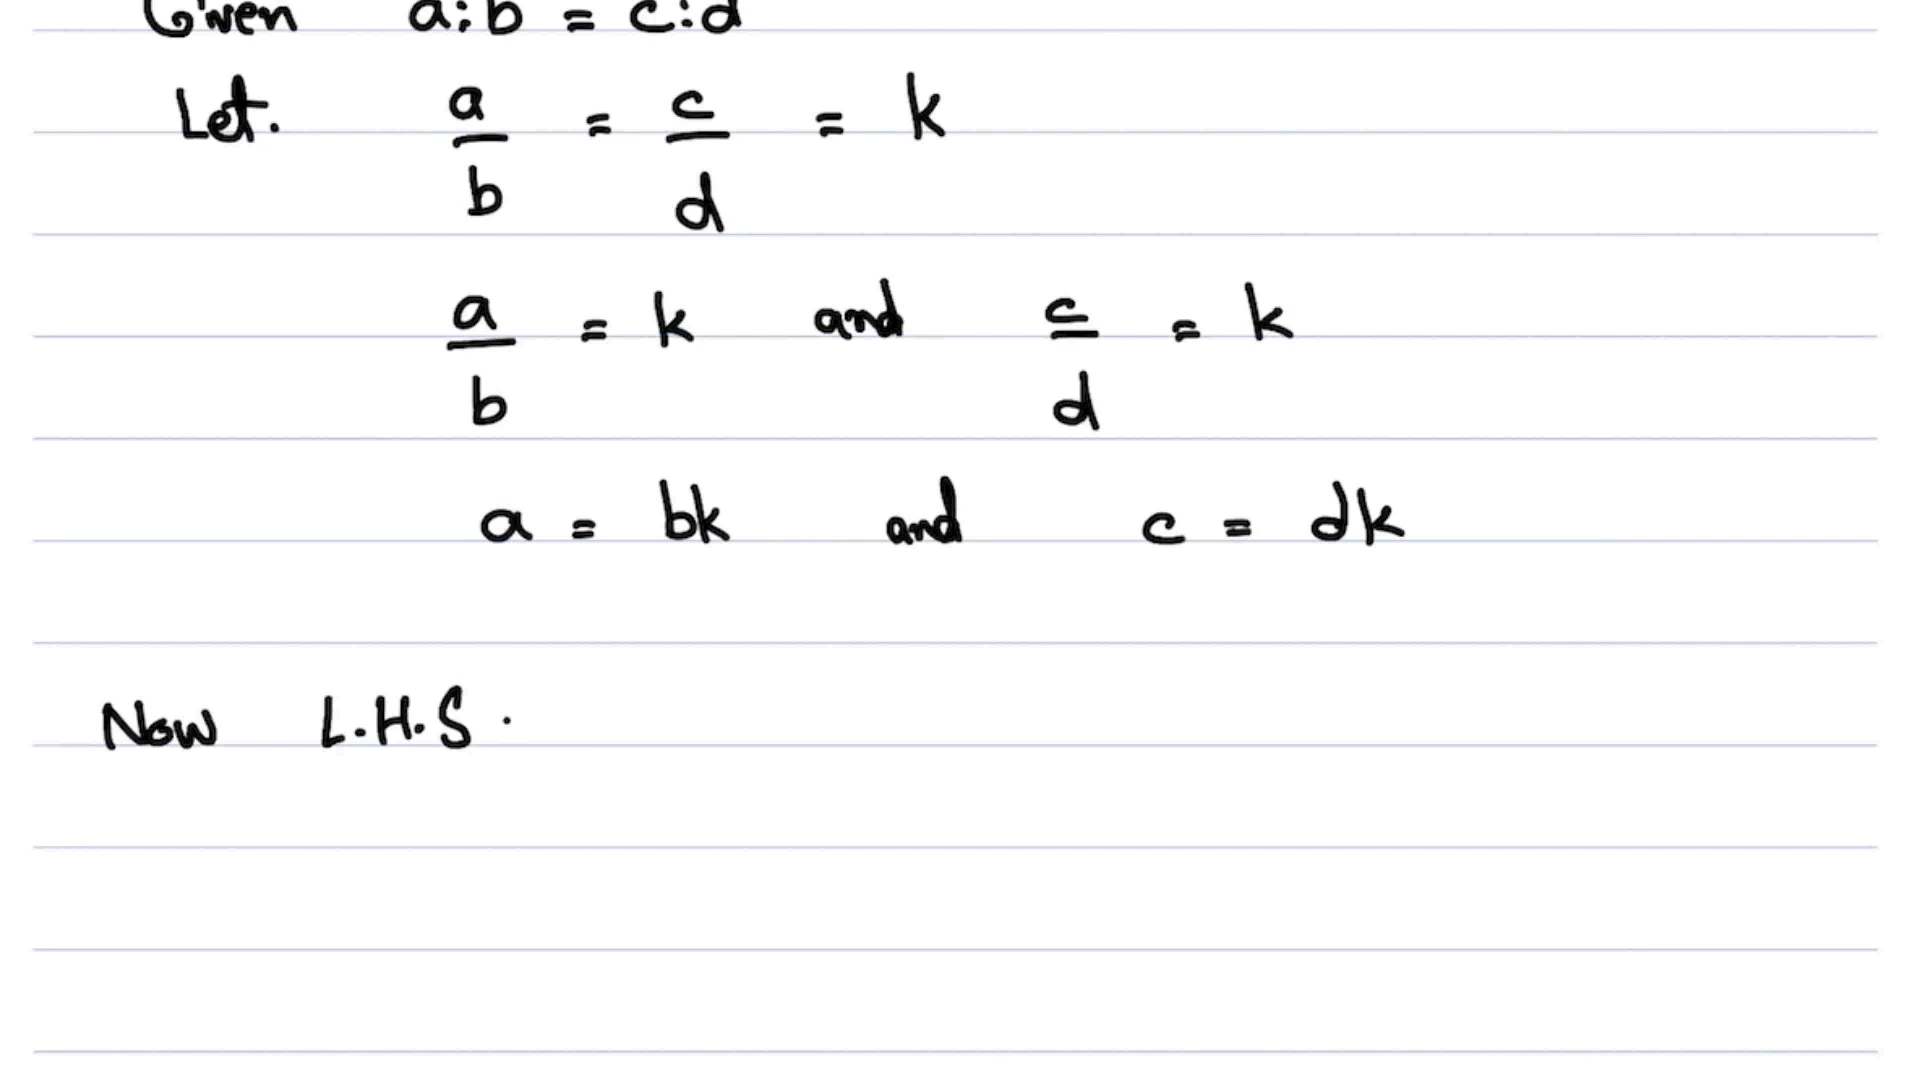 Given a:b = c:d
Let. a/b = c/d = k
a/b = k and c/d = k
a = bk and c = dk
Now L.H.S.